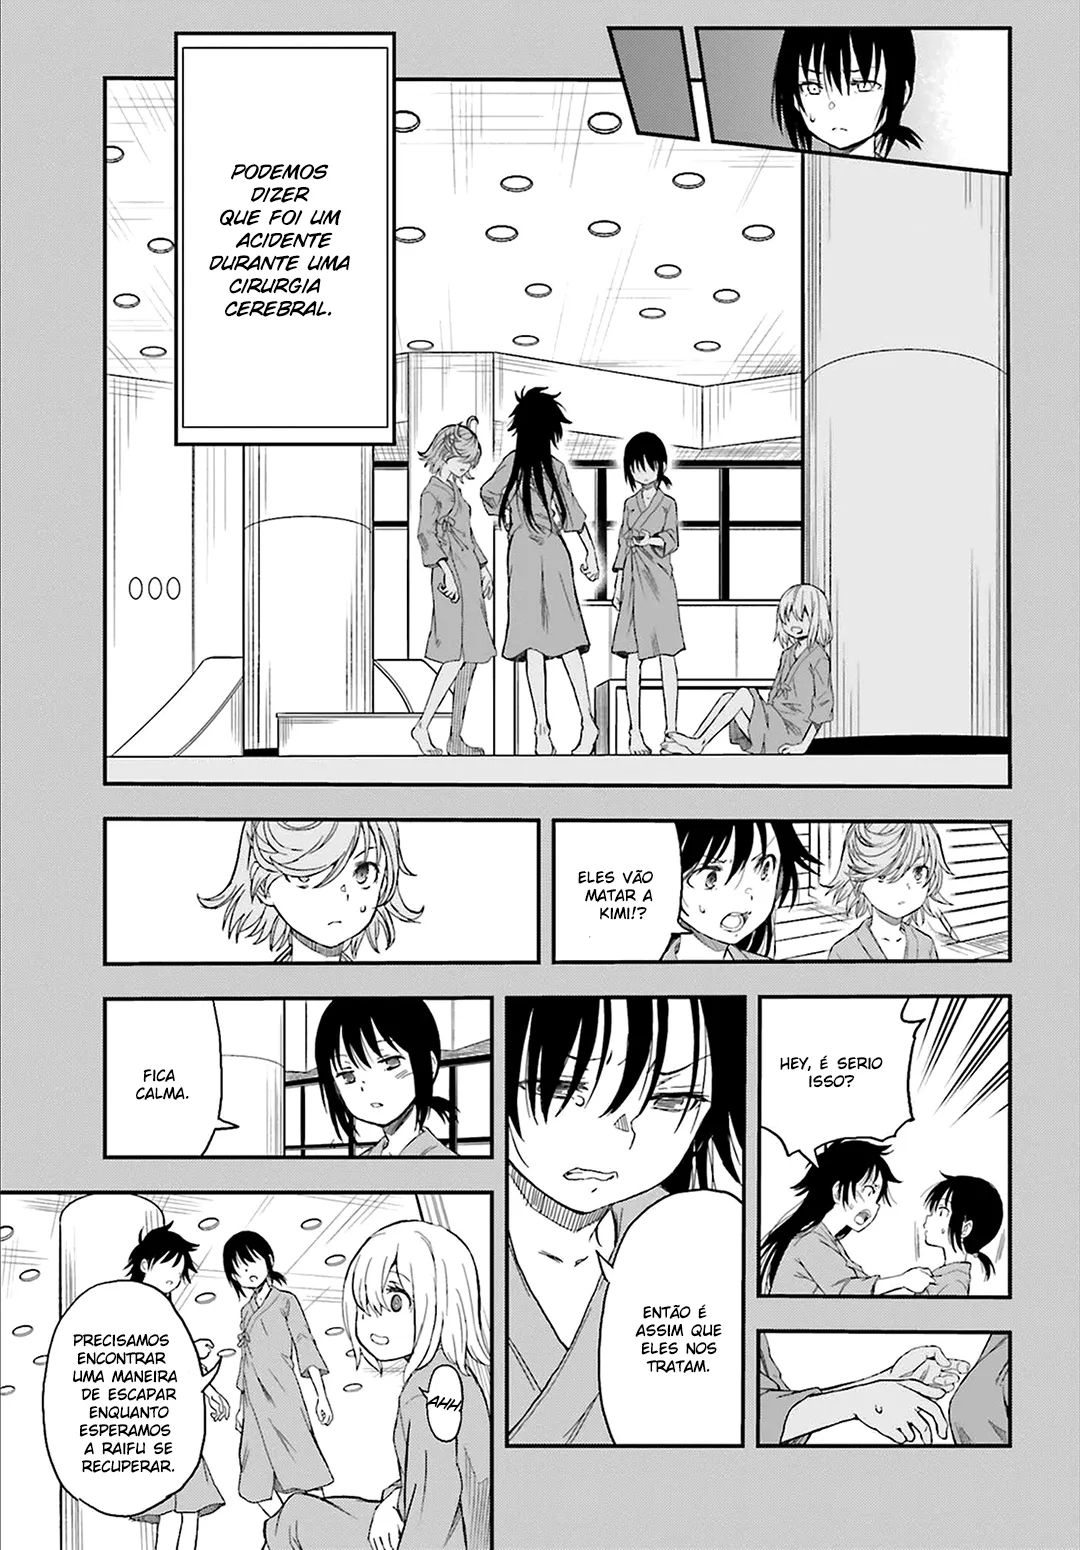 PODEMOS
DIZER
QUE FOI UM
ACIDENTE
DURANTE UMA
CIRURGIA
CEREBRAL.
000
ELES VÃO
MATAR A
KIMI!?
HEY, É SERIO
ISSO?
ENTÃO É
ASSIM QUE
ELES NOS
TRATAM.
FICA
CALMA.
AHH.
PRECISAMOS
ENCONTRAR
UMA MANEIRA
DE ESCAPAR
ENQUANTO
ESPERAMOS
A RAIFU SE
RECUPERAR.